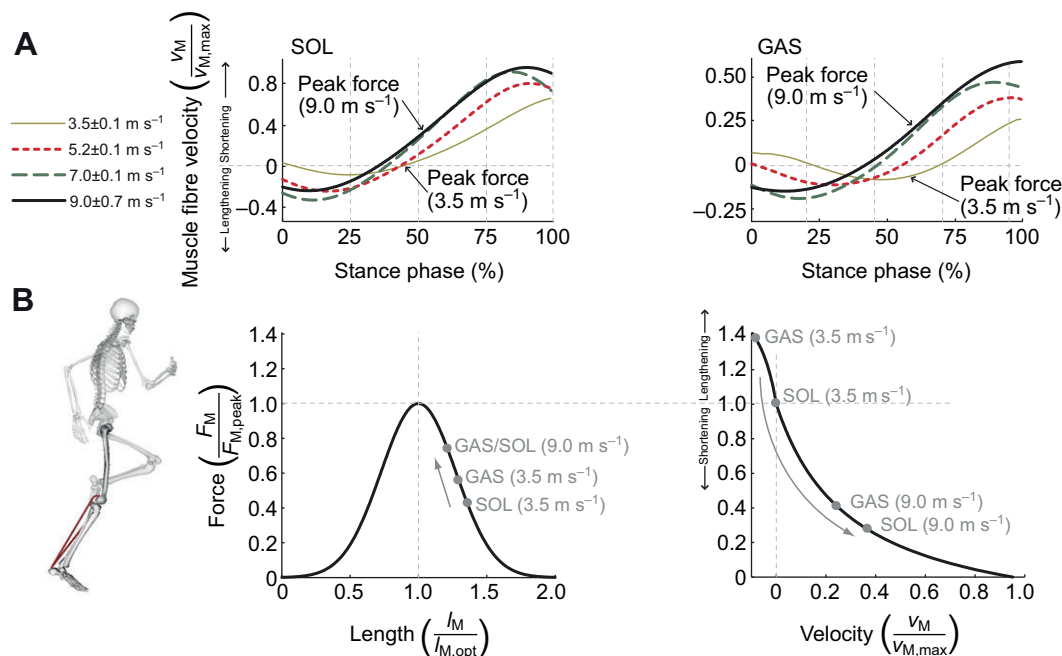 A
Muscle fibre velocity (v_M / v_M,max)
← Lengthening Shortening →
3.5±0.1 m s⁻¹
5.2±0.1 m s⁻¹
7.0±0.1 m s⁻¹
9.0±0.7 m s⁻¹
SOL
0.8
0.4
0
–0.4
Peak force
(9.0 m s⁻¹)
Peak force
(3.5 m s⁻¹)
0 25 50 75 100
Stance phase (%)
GAS
0.50
0.25
0
–0.25
Peak force
(9.0 m s⁻¹)
Peak force
(3.5 m s⁻¹)
0 25 50 75 100
Stance phase (%)
B
Force (F_M / F_M,peak)
1.4
1.2
1.0
0.8
0.6
0.4
0.2
0
GAS/SOL (9.0 m s⁻¹)
GAS (3.5 m s⁻¹)
SOL (3.5 m s⁻¹)
0 0.5 1.0 1.5 2.0
Length (l_M / l_M,opt)
← Shortening Lengthening →
1.4
1.2
1.0
0.8
0.6
0.4
0.2
0
GAS (3.5 m s⁻¹)
SOL (3.5 m s⁻¹)
GAS (9.0 m s⁻¹)
SOL (9.0 m s⁻¹)
0 0.2 0.4 0.6 0.8 1.0
Velocity (v_M / v_M,max)